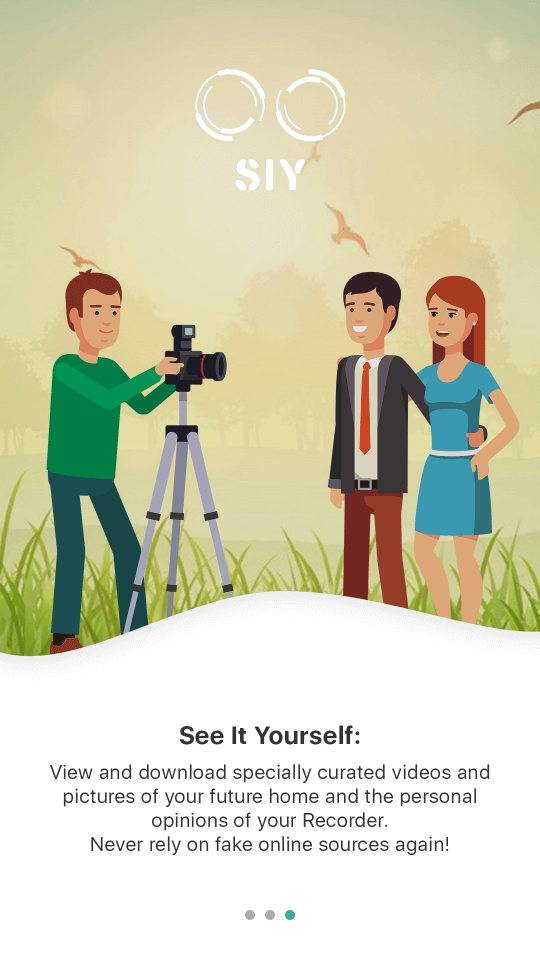 SIY
See It Yourself:
View and download specially curated videos and
pictures of your future home and the personal
opinions of your Recorder.
Never rely on fake online sources again!